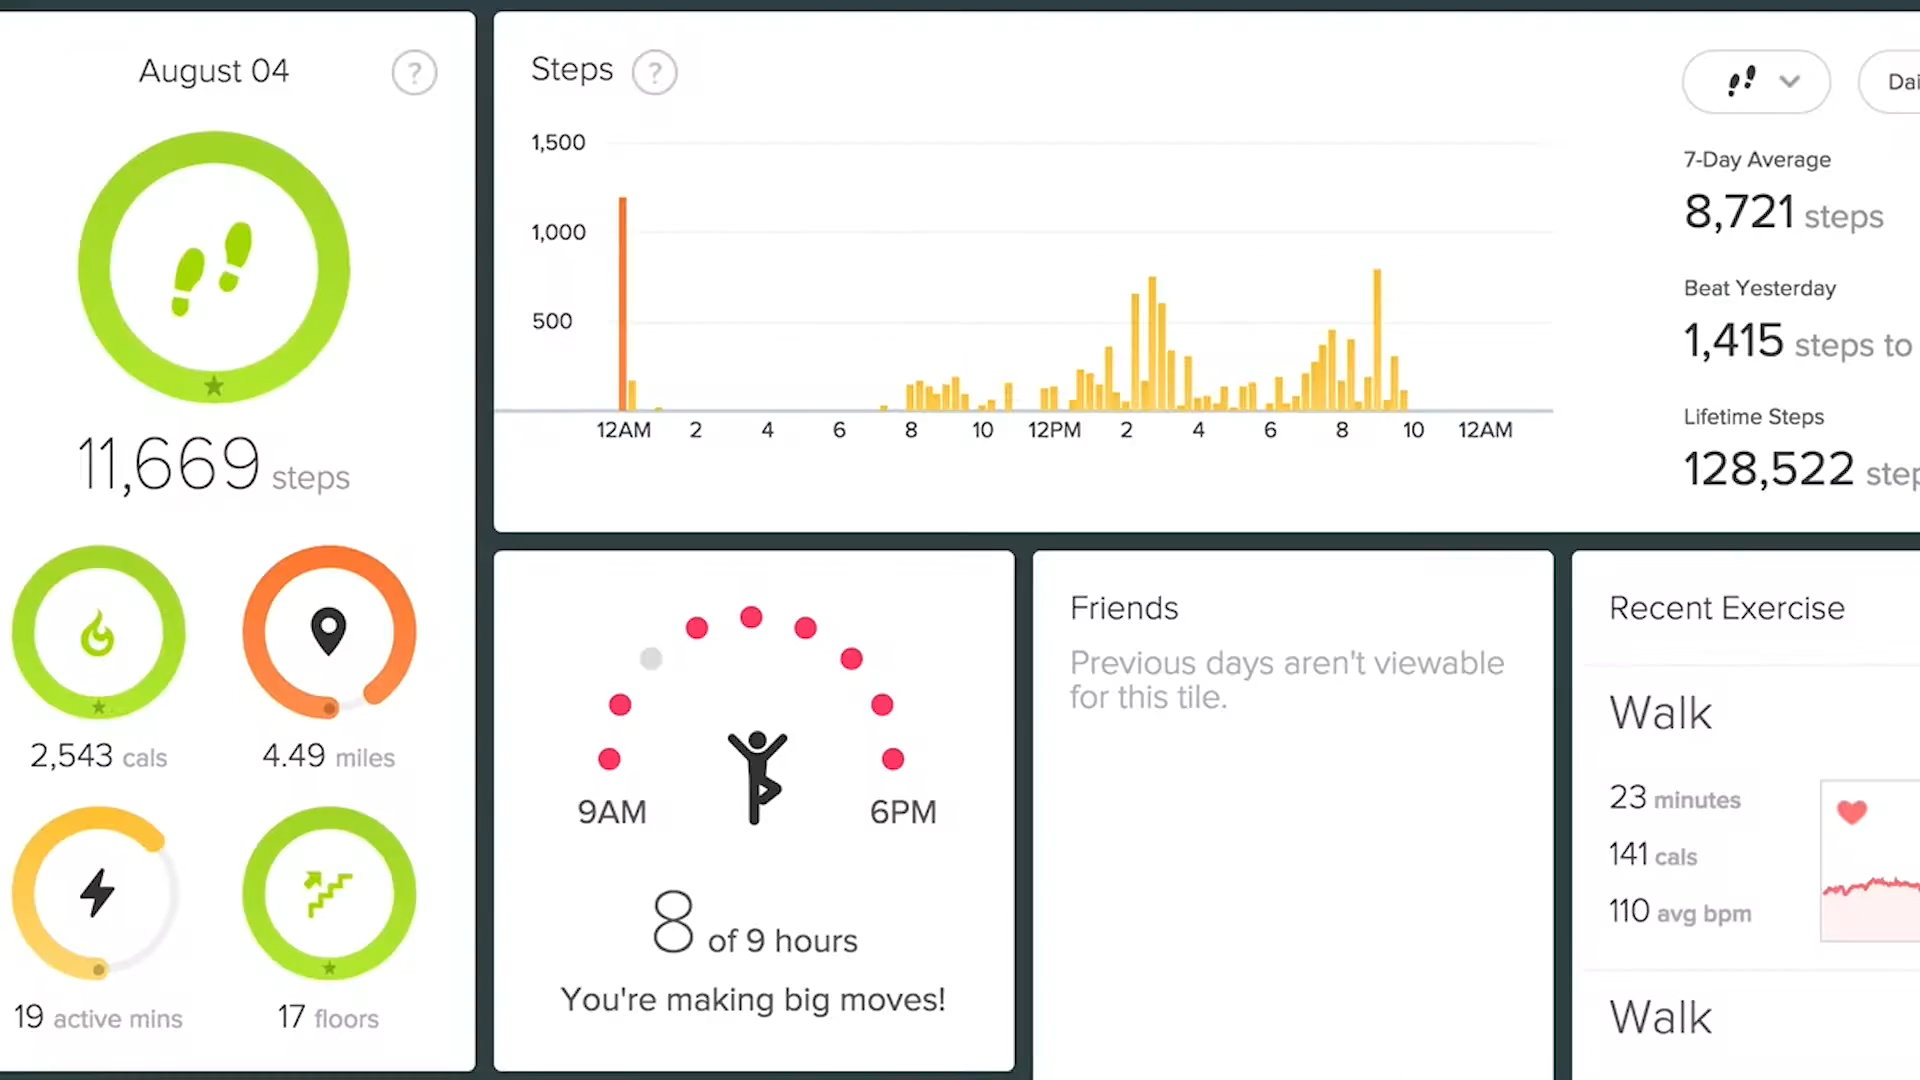 August 04
?
11,669 steps
2,543 cals
4.49 miles
19 active mins
17 floors
Steps ?
1,500
1,000
500
12AM 2 4 6 8 10 12PM 2 4 6 8 10 12AM
Dai
7-Day Average
8,721 steps
Beat Yesterday
1,415 steps to
Lifetime Steps
128,522 step
9AM 6PM
8 of 9 hours
You're making big moves!
Friends
Previous days aren't viewable
for this tile.
Recent Exercise
Walk
23 minutes
141 cals
110 avg bpm
Walk